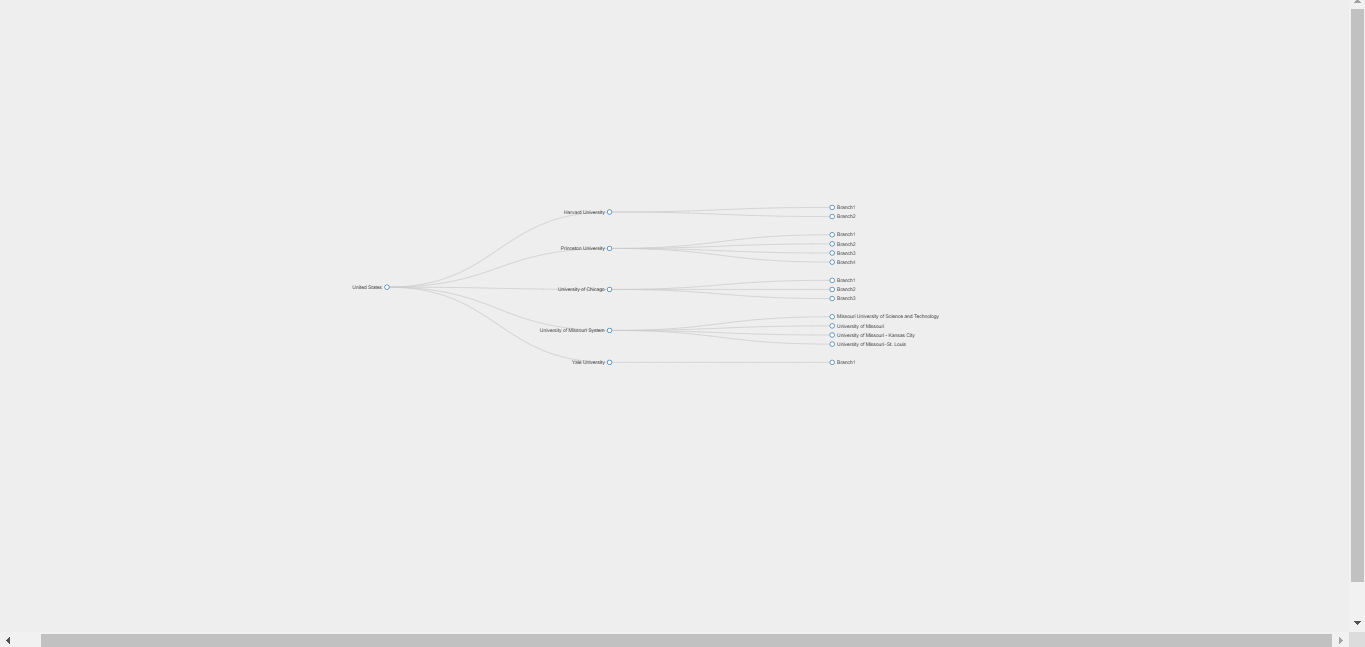 United States
Harvard University
Branch1
Branch2
Princeton University
Branch1
Branch2
Branch3
Branch4
University of Chicago
Branch1
Branch2
Branch3
University of Missouri System
Missouri University of Science and Technology
University of Missouri
University of Missouri - Kansas City
University of Missouri- St. Louis
Yale University
Branch1